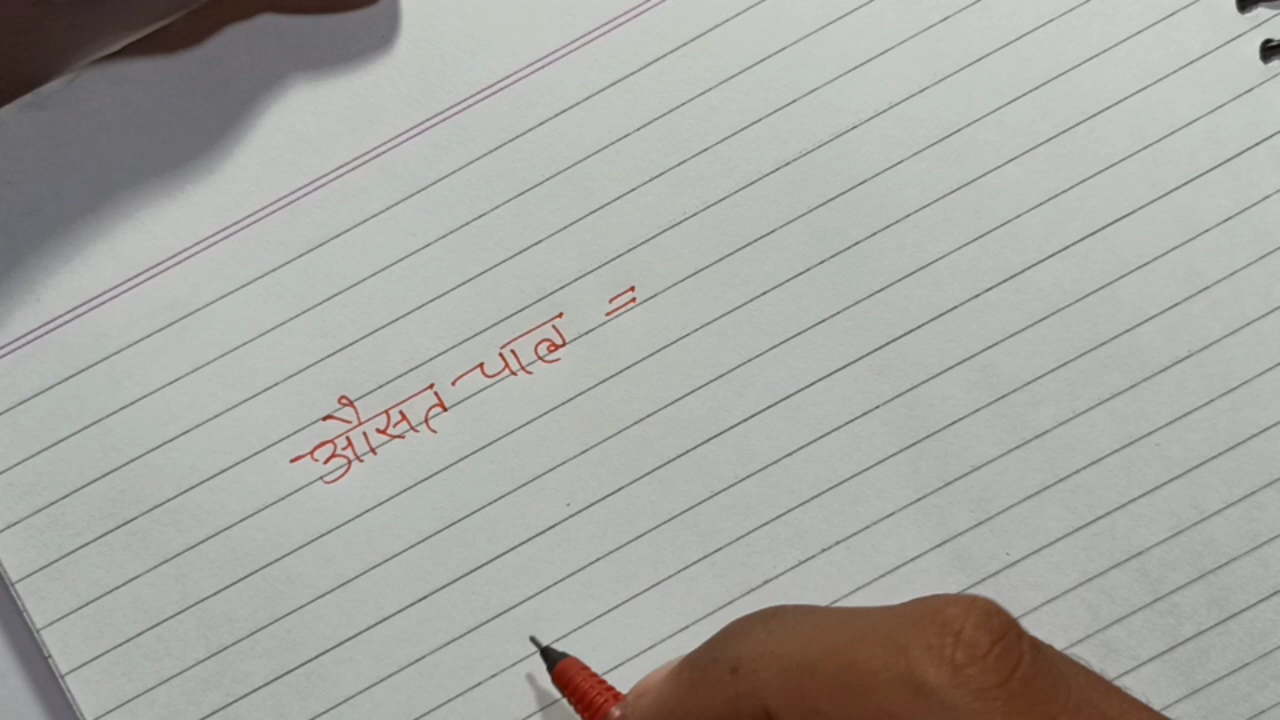 औसत चाल =